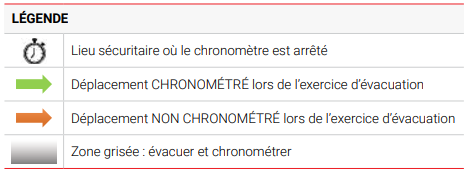 LÉGENDE
Lieu sécuritaire où le chronomètre est arrêté
Déplacement CHRONOMÉTRÉ lors de l'exercice d'évacuation
Déplacement NON CHRONOMÉTRÉ lors de l'exercice d'évacuation
Zone grisée : évacuer et chronométrer